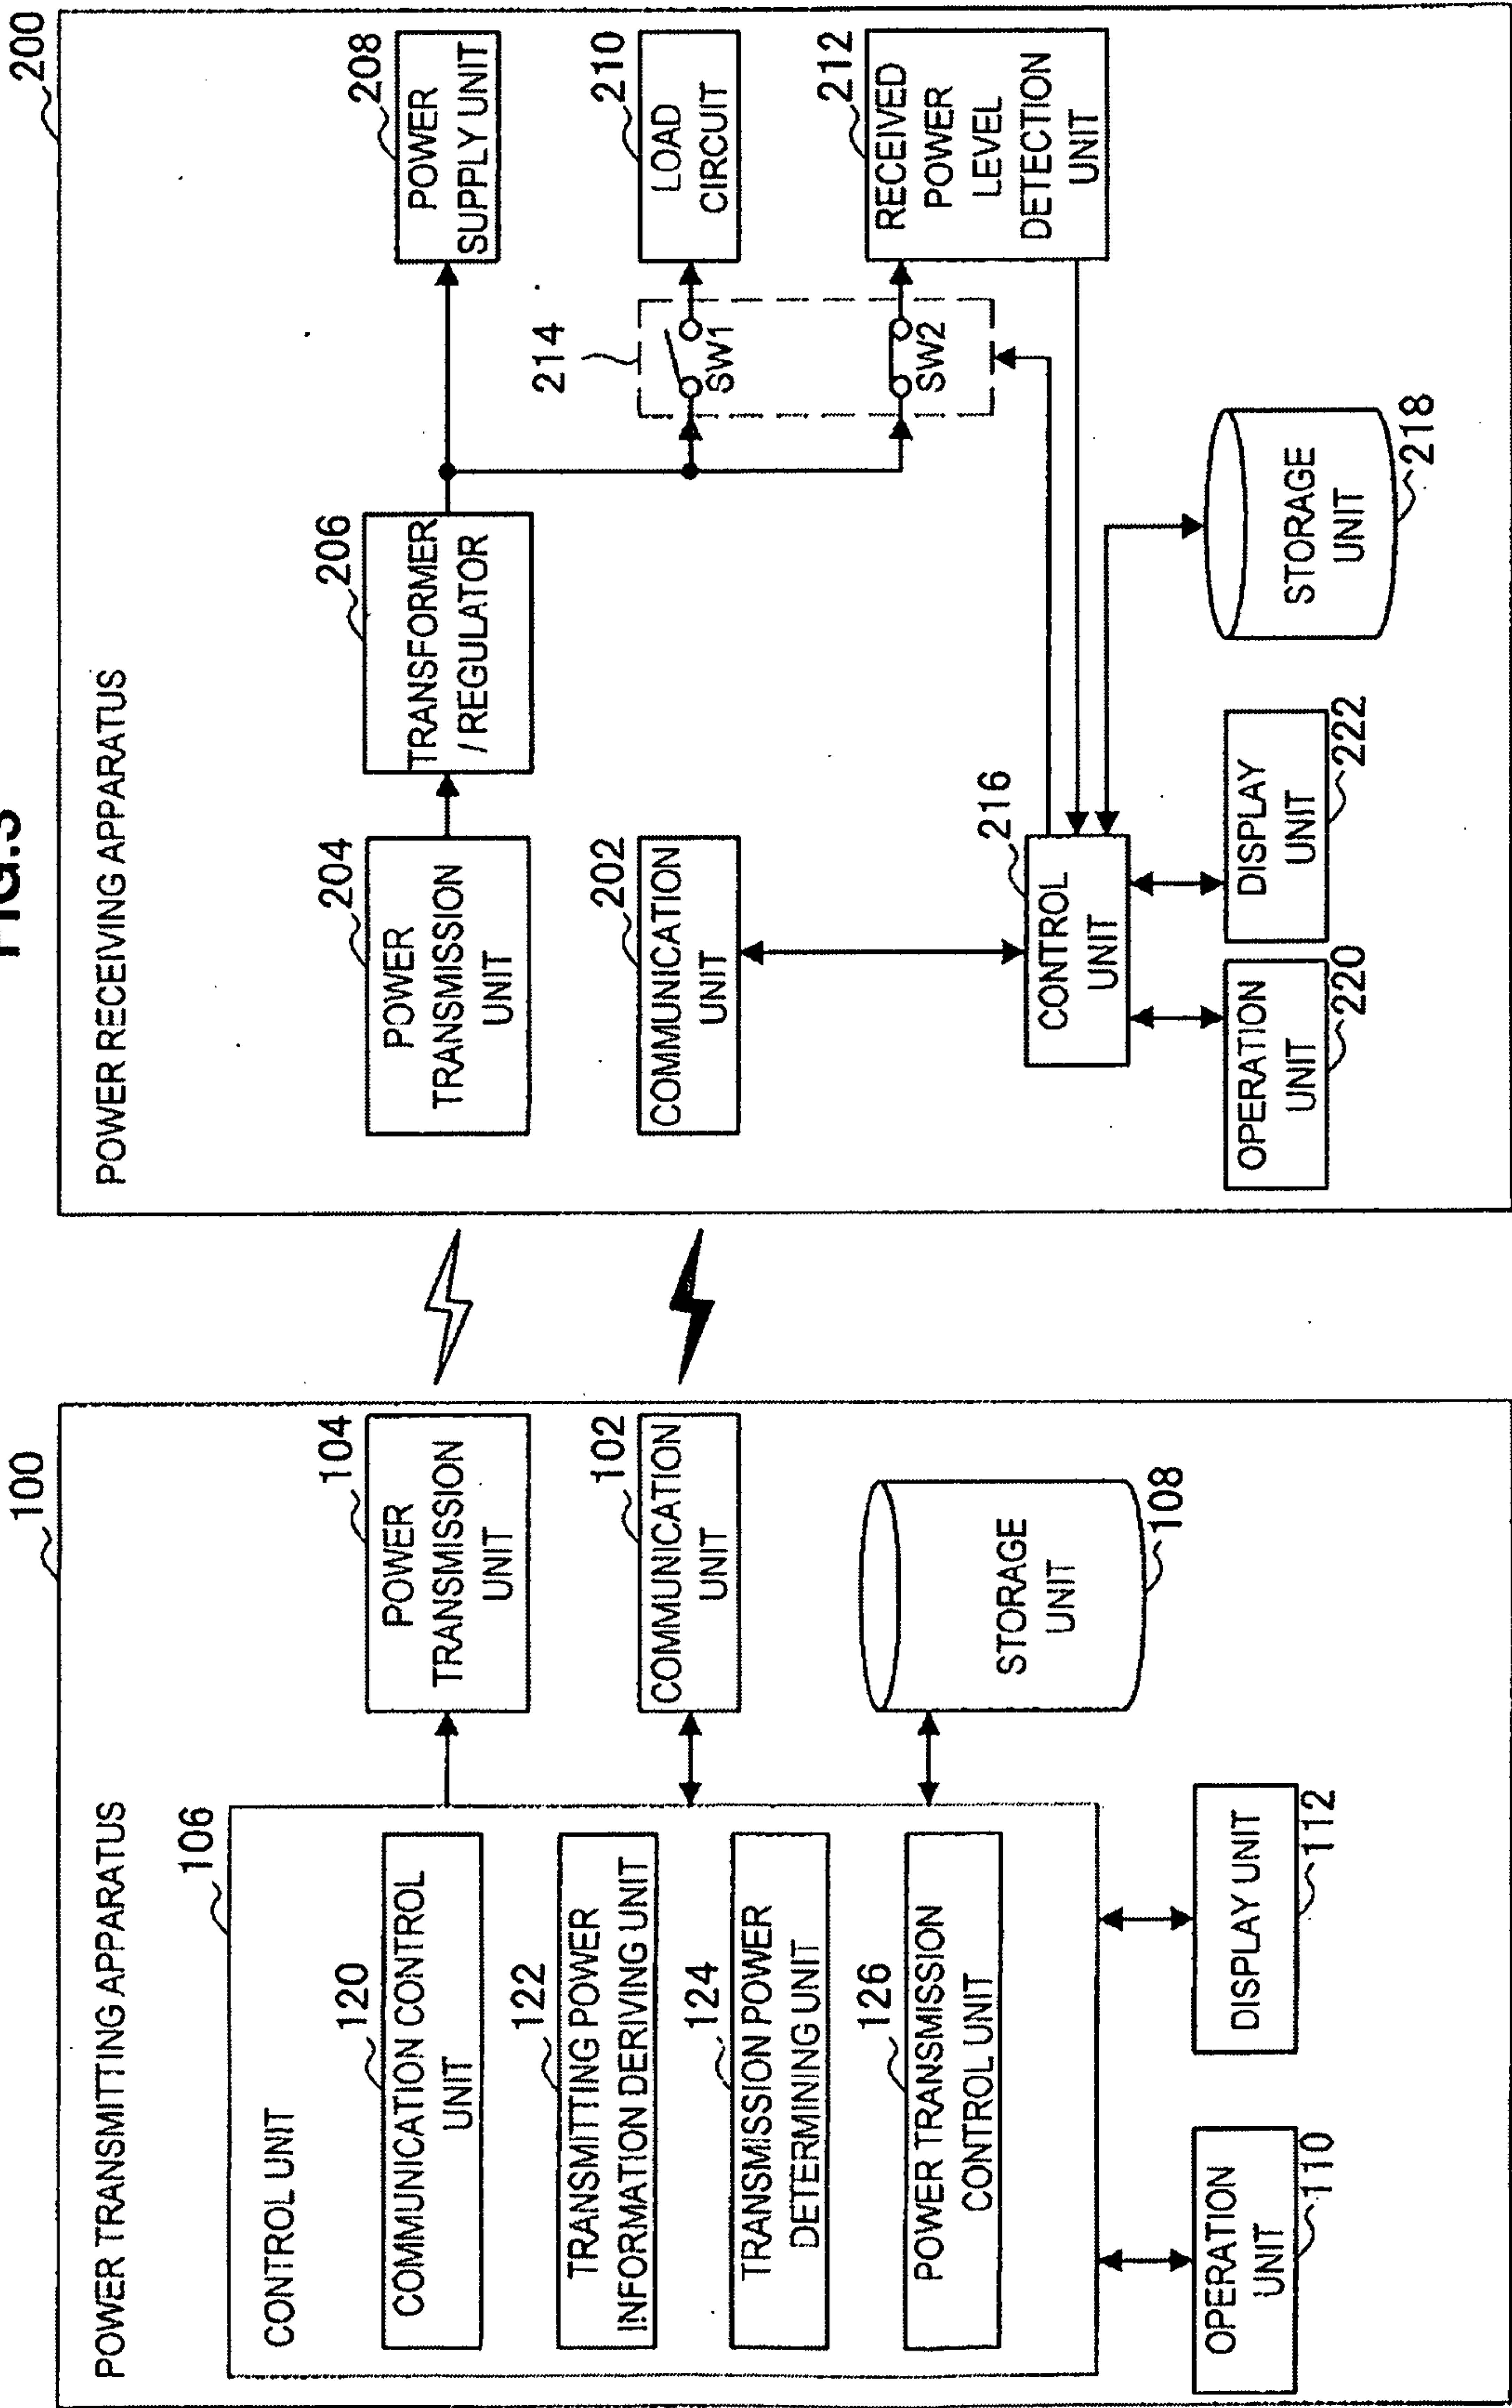 FIG.3
100
POWER TRANSMITTING APPARATUS
106
CONTROL UNIT
120
COMMUNICATION CONTROL
UNIT
122
TRANSMITTING POWER
INFORMATION DERIVING UNIT
124
TRANSMISSION POWER
DETERMINING UNIT
126
POWER TRANSMISSION
CONTROL UNIT
104
POWER
TRANSMISSION
UNIT
102
COMMUNICATION
UNIT
STORAGE
UNIT
108
OPERATION
UNIT
110
DISPLAY UNIT
112
200
POWER RECEIVING APPARATUS
204
POWER
TRANSMISSION
UNIT
206
TRANSFORMER
/ REGULATOR
208
POWER
SUPPLY UNIT
202
COMMUNICATION
UNIT
214
SW1
SW2
210
LOAD
CIRCUIT
212
RECEIVED
POWER
LEVEL
DETECTION
UNIT
216
CONTROL
UNIT
STORAGE
UNIT
218
OPERATION
UNIT
220
DISPLAY
UNIT
222